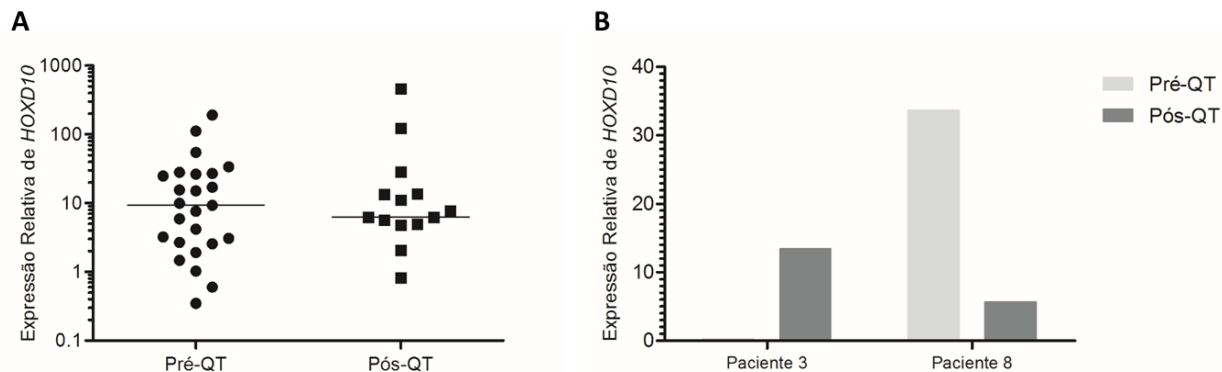 A
Expressão Relativa de HOXD10
1000
100
10
1
0.1
Pré-QT
Pós-QT
B
Expressão Relativa de HOXD10
40
30
20
10
0
Paciente 3
Paciente 8
Pré-QT
Pós-QT